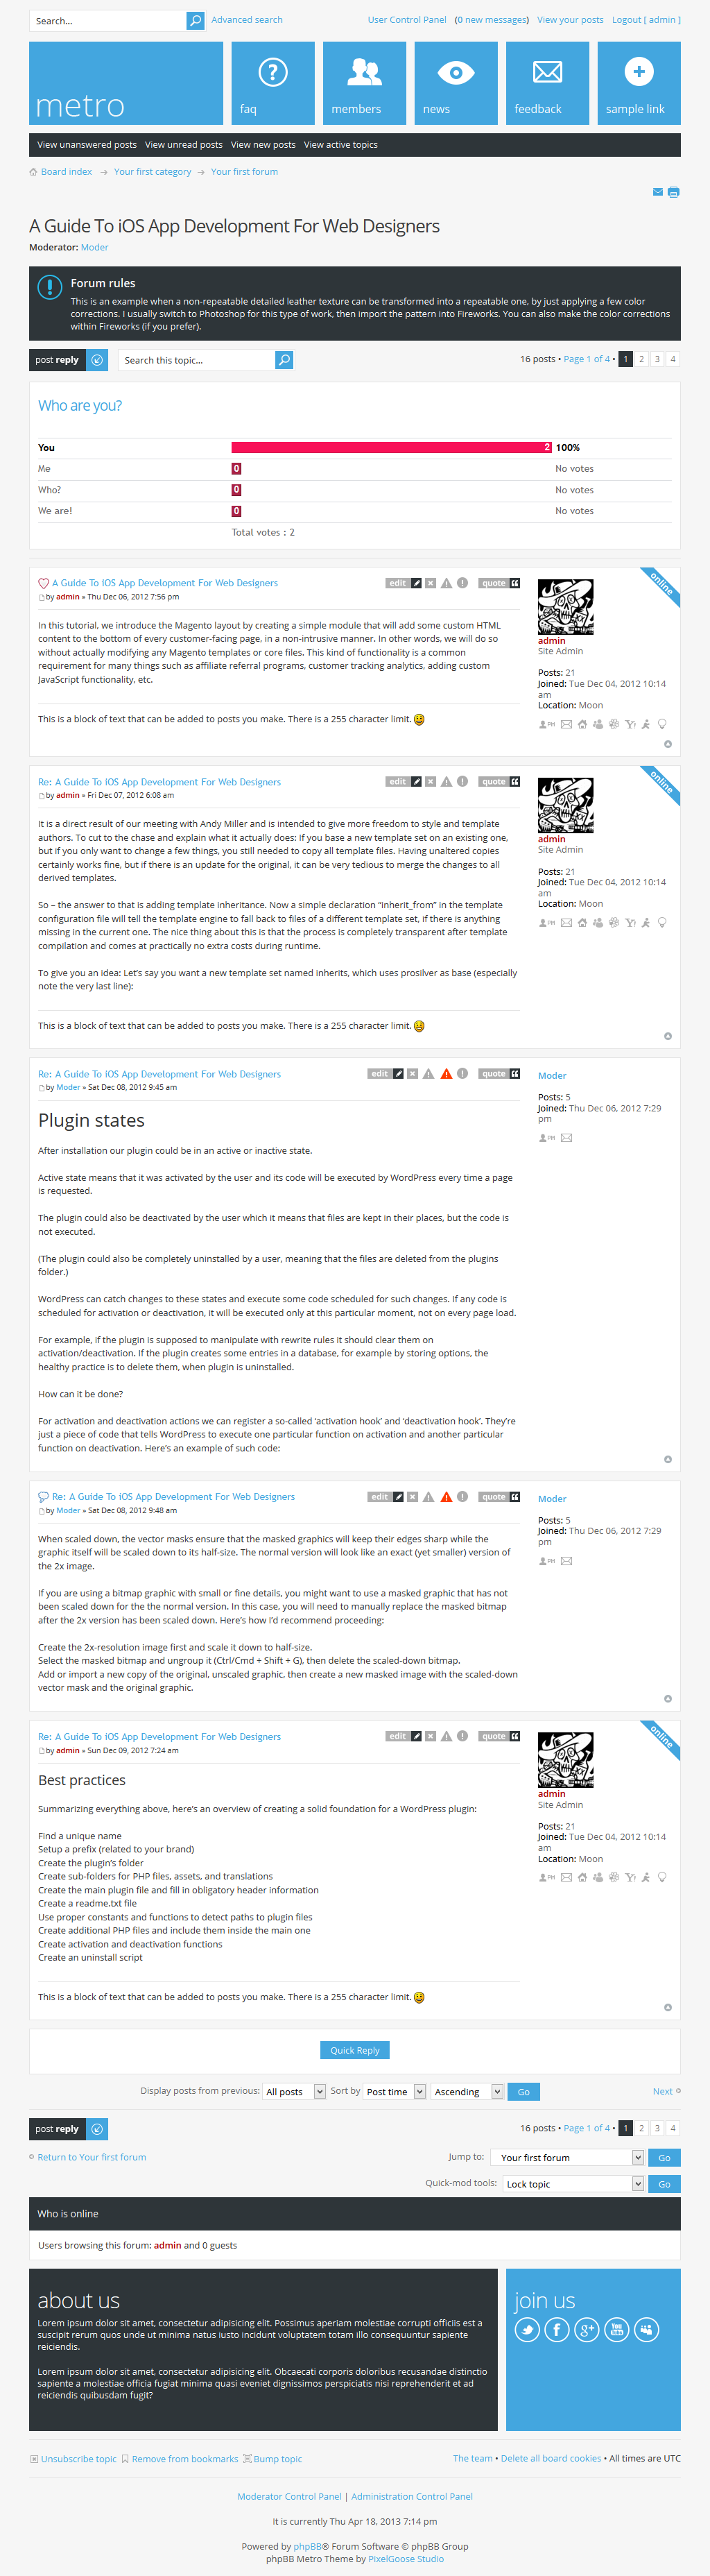 Search...
Advanced search
User Control Panel (0 new messages) View your posts Logout [ admin ]
metro
faq
members
news
feedback
sample link
View unanswered posts View unread posts View new posts View active topics
Board index → Your first category → Your first forum
A Guide To iOS App Development For Web Designers
Moderator: Moder
Forum rules
This is an example when a non-repeatable detailed leather texture can be transformed into a repeatable one, by just applying a few color
corrections. I usually switch to Photoshop for this type of work, then import the pattern into Fireworks. You can also make the color corrections
within Fireworks (if you prefer).
post reply
Search this topic...
16 posts • Page 1 of 4 • 1 2 3 4
Who are you?
You 2 100%
Me 0 No votes
Who? 0 No votes
We are! 0 No votes
Total votes : 2
A Guide To iOS App Development For Web Designers
edit quote
by admin » Thu Dec 06, 2012 7:56 pm
In this tutorial, we introduce the Magento layout by creating a simple module that will add some custom HTML
content to the bottom of every customer-facing page, in a non-intrusive manner. In other words, we will do so
without actually modifying any Magento templates or core files. This kind of functionality is a common
requirement for many things such as affiliate referral programs, customer tracking analytics, adding custom
JavaScript functionality, etc.
This is a block of text that can be added to posts you make. There is a 255 character limit.
online
admin
Site Admin
Posts: 21
Joined: Tue Dec 04, 2012 10:14
am
Location: Moon
PM
Re: A Guide To iOS App Development For Web Designers
edit quote
by admin » Fri Dec 07, 2012 6:08 am
It is a direct result of our meeting with Andy Miller and is intended to give more freedom to style and template
authors. To cut to the chase and explain what it actually does: If you base a new template set on an existing one,
but if you only want to change a few things, you still needed to copy all template files. Having unaltered copies
certainly works fine, but if there is an update for the original, it can be very tedious to merge the changes to all
derived templates.
So – the answer to that is adding template inheritance. Now a simple declaration “inherit_from” in the template
configuration file will tell the template engine to fall back to files of a different template set, if there is anything
missing in the current one. The nice thing about this is that the process is completely transparent after template
compilation and comes at practically no extra costs during runtime.
To give you an idea: Let’s say you want a new template set named inherits, which uses prosilver as base (especially
note the very last line):
This is a block of text that can be added to posts you make. There is a 255 character limit.
online
admin
Site Admin
Posts: 21
Joined: Tue Dec 04, 2012 10:14
am
Location: Moon
PM
Re: A Guide To iOS App Development For Web Designers
edit quote
by Moder » Sat Dec 08, 2012 9:45 am
Plugin states
After installation our plugin could be in an active or inactive state.
Active state means that it was activated by the user and its code will be executed by WordPress every time a page
is requested.
The plugin could also be deactivated by the user which it means that files are kept in their places, but the code is
not executed.
(The plugin could also be completely uninstalled by a user, meaning that the files are deleted from the plugins
folder.)
WordPress can catch changes to these states and execute some code scheduled for such changes. If any code is
scheduled for activation or deactivation, it will be executed only at this particular moment, not on every page load.
For example, if the plugin is supposed to manipulate with rewrite rules it should clear them on
activation/deactivation. If the plugin creates some entries in a database, for example by storing options, the
healthy practice is to delete them, when plugin is uninstalled.
How can it be done?
For activation and deactivation actions we can register a so-called ‘activation hook’ and ‘deactivation hook’. They’re
just a piece of code that tells WordPress to execute one particular function on activation and another particular
function on deactivation. Here’s an example of such code:
Moder
Posts: 5
Joined: Thu Dec 06, 2012 7:29
pm
PM
Re: A Guide To iOS App Development For Web Designers
edit quote
by Moder » Sat Dec 08, 2012 9:48 am
When scaled down, the vector masks ensure that the masked graphics will keep their edges sharp while the
graphic itself will be scaled down to its half-size. The normal version will look like an exact (yet smaller) version of
the 2x image.
If you are using a bitmap graphic with small or fine details, you might want to use a masked graphic that has not
been scaled down for the the normal version. In this case, you will need to manually replace the masked bitmap
after the 2x version has been scaled down. Here’s how I’d recommend proceeding:
Create the 2x-resolution image first and scale it down to half-size.
Select the masked bitmap and ungroup it (Ctrl/Cmd + Shift + G), then delete the scaled-down bitmap.
Add or import a new copy of the original, unscaled graphic, then create a new masked image with the scaled-down
vector mask and the original graphic.
Moder
Posts: 5
Joined: Thu Dec 06, 2012 7:29
pm
PM
Re: A Guide To iOS App Development For Web Designers
edit quote
by admin » Sun Dec 09, 2012 7:24 am
Best practices
Summarizing everything above, here’s an overview of creating a solid foundation for a WordPress plugin:
Find a unique name
Setup a prefix (related to your brand)
Create the plugin’s folder
Create sub-folders for PHP files, assets, and translations
Create the main plugin file and fill in obligatory header information
Create a readme.txt file
Use proper constants and functions to detect paths to plugin files
Create additional PHP files and include them inside the main one
Create activation and deactivation functions
Create an uninstall script
This is a block of text that can be added to posts you make. There is a 255 character limit.
online
admin
Site Admin
Posts: 21
Joined: Tue Dec 04, 2012 10:14
am
Location: Moon
PM
Quick Reply
Display posts from previous: All posts Sort by Post time Ascending Go
Next
post reply
16 posts • Page 1 of 4 • 1 2 3 4
Return to Your first forum
Jump to: Your first forum Go
Quick-mod tools: Lock topic Go
Who is online
Users browsing this forum: admin and 0 guests
about us
Lorem ipsum dolor sit amet, consectetur adipisicing elit. Possimus aperiam molestiae corrupti officiis est a
suscipit rerum quos unde ut minima natus iusto incidunt voluptatem totam illo consequuntur sapiente
reiciendis.
Lorem ipsum dolor sit amet, consectetur adipisicing elit. Obcaecati corporis doloribus recusandae distinctio
sapiente a molestiae officia fugiat minima quasi eveniet dignissimos perspiciatis nisi reprehenderit et ad
reiciendis quibusdam fugit?
join us
Unsubscribe topic Remove from bookmarks Bump topic
The team • Delete all board cookies • All times are UTC
Moderator Control Panel | Administration Control Panel
It is currently Thu Apr 18, 2013 7:14 pm
Powered by phpBB® Forum Software © phpBB Group
phpBB Metro Theme by PixelGoose Studio